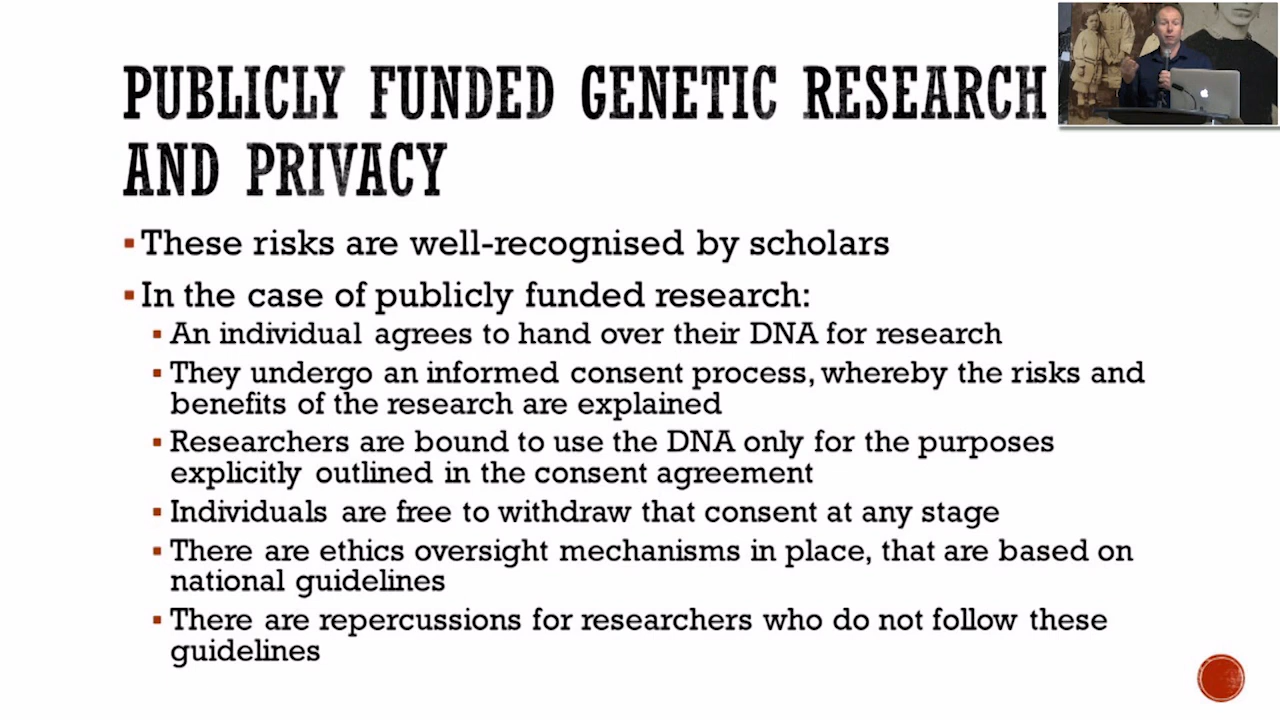 PUBLICLY FUNDED GENETIC RESEARCH
AND PRIVACY
▪ These risks are well-recognised by scholars
▪ In the case of publicly funded research:
▪ An individual agrees to hand over their DNA for research
▪ They undergo an informed consent process, whereby the risks and
benefits of the research are explained
▪ Researchers are bound to use the DNA only for the purposes
explicitly outlined in the consent agreement
▪ Individuals are free to withdraw that consent at any stage
▪ There are ethics oversight mechanisms in place, that are based on
national guidelines
▪ There are repercussions for researchers who do not follow these
guidelines